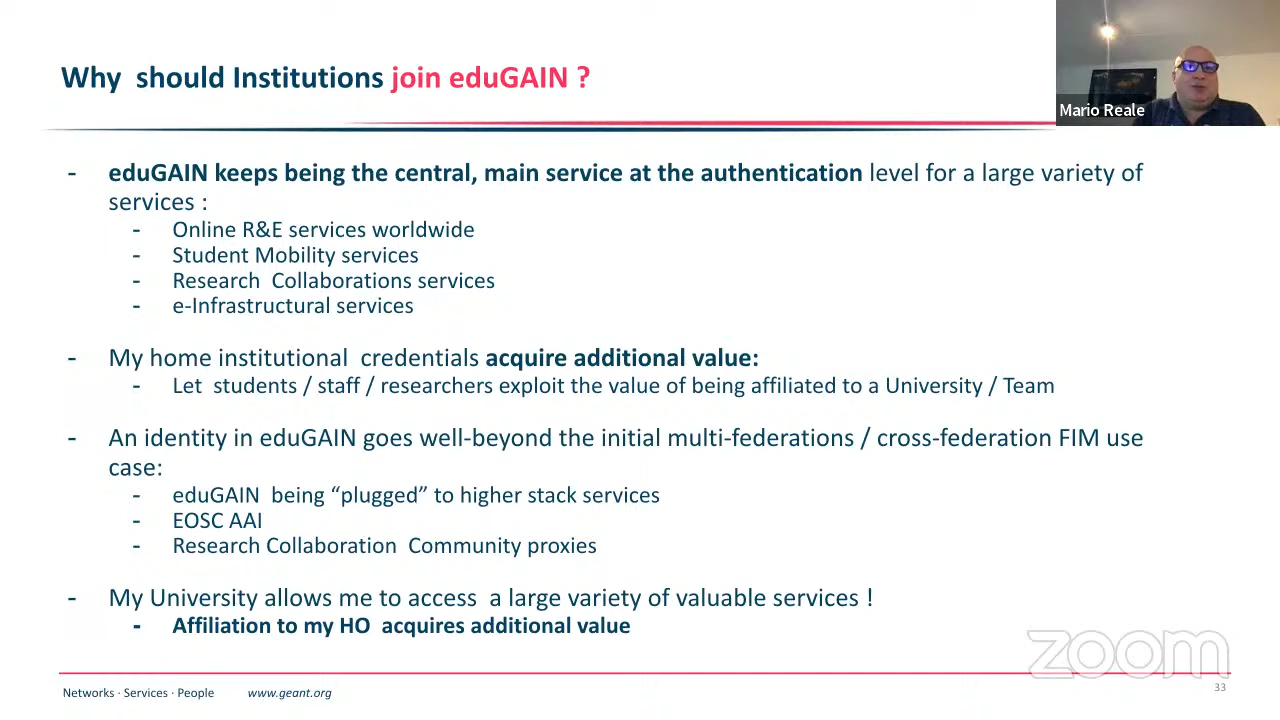 Why should Institutions join eduGAIN ?
Mario Reale
- eduGAIN keeps being the central, main service at the authentication level for a large variety of
services :
- Online R&E services worldwide
- Student Mobility services
- Research Collaborations services
- e-Infrastructural services
- My home institutional credentials acquire additional value:
- Let students / staff / researchers exploit the value of being affiliated to a University / Team
- An identity in eduGAIN goes well-beyond the initial multi-federations / cross-federation FIM use
case:
- eduGAIN being “plugged” to higher stack services
- EOSC AAI
- Research Collaboration Community proxies
- My University allows me to access a large variety of valuable services !
- Affiliation to my HO acquires additional value
zoom
Networks · Services · People www.geant.org
33